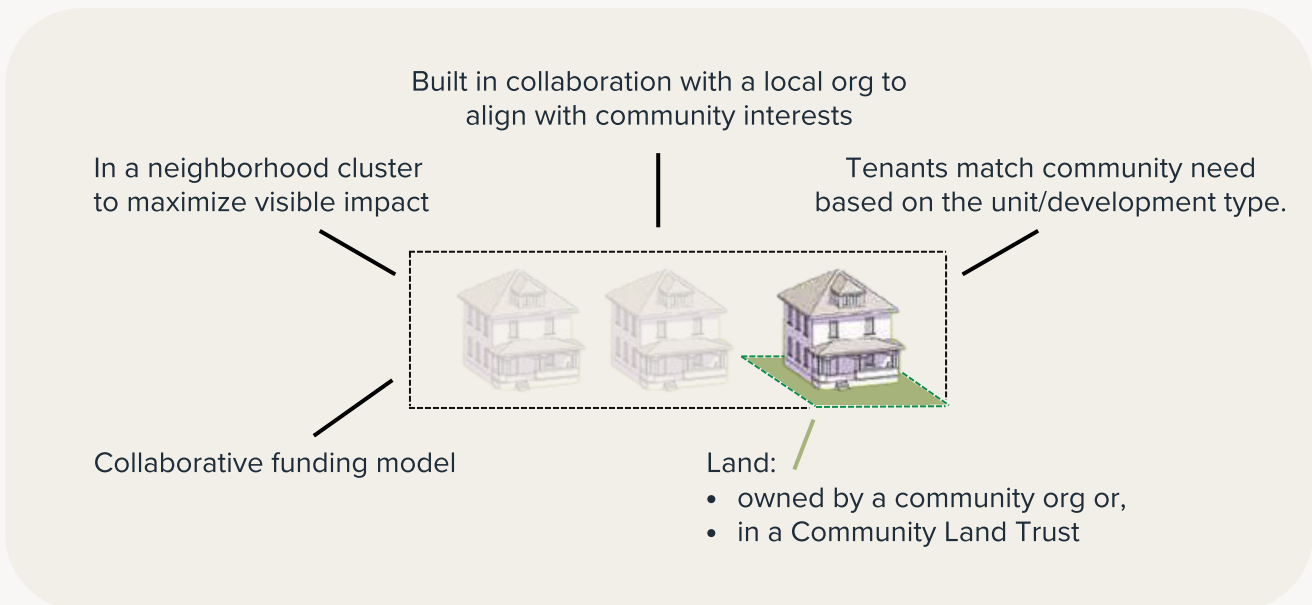 Built in collaboration with a local org to
align with community interests
In a neighborhood cluster
to maximize visible impact
Tenants match community need
based on the unit/development type.
Collaborative funding model
Land:
• owned by a community org or,
• in a Community Land Trust